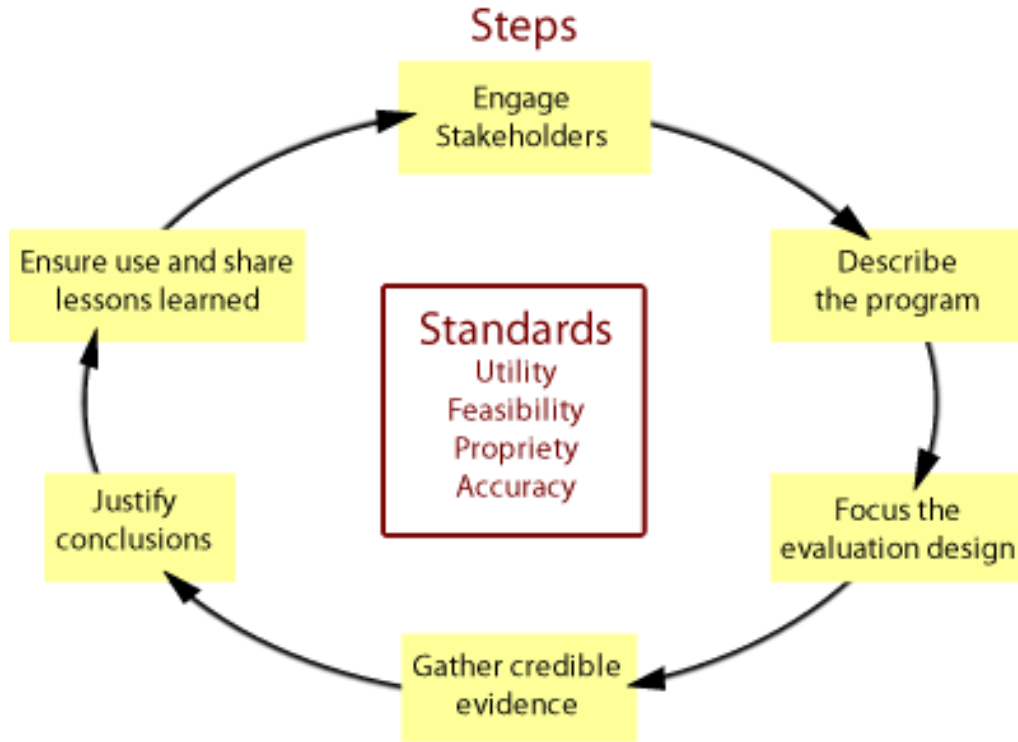 Steps
Engage
Stakeholders
Describe
the program
Focus the
evaluation design
Gather credible
evidence
Justify
conclusions
Ensure use and share
lessons learned
Standards
Utility
Feasibility
Propriety
Accuracy